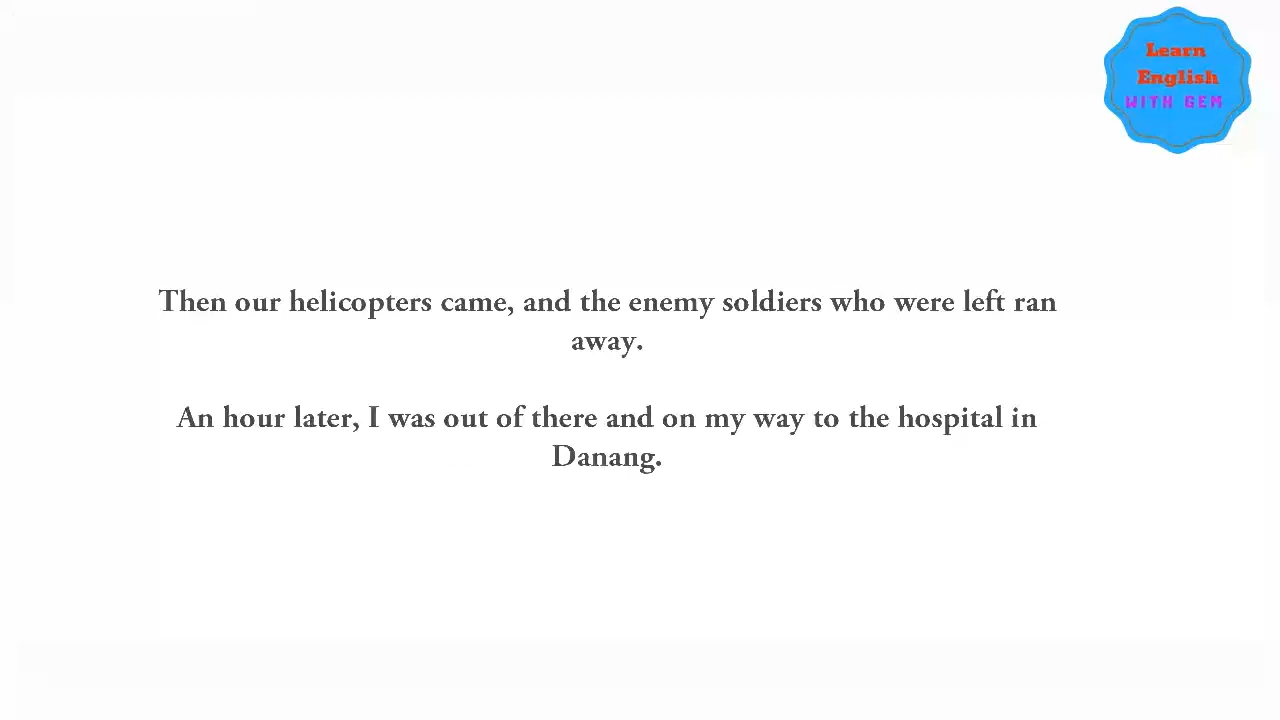 Learn
English
WITH GEM
Then our helicopters came, and the enemy soldiers who were left ran
away.
An hour later, I was out of there and on my way to the hospital in
Danang.